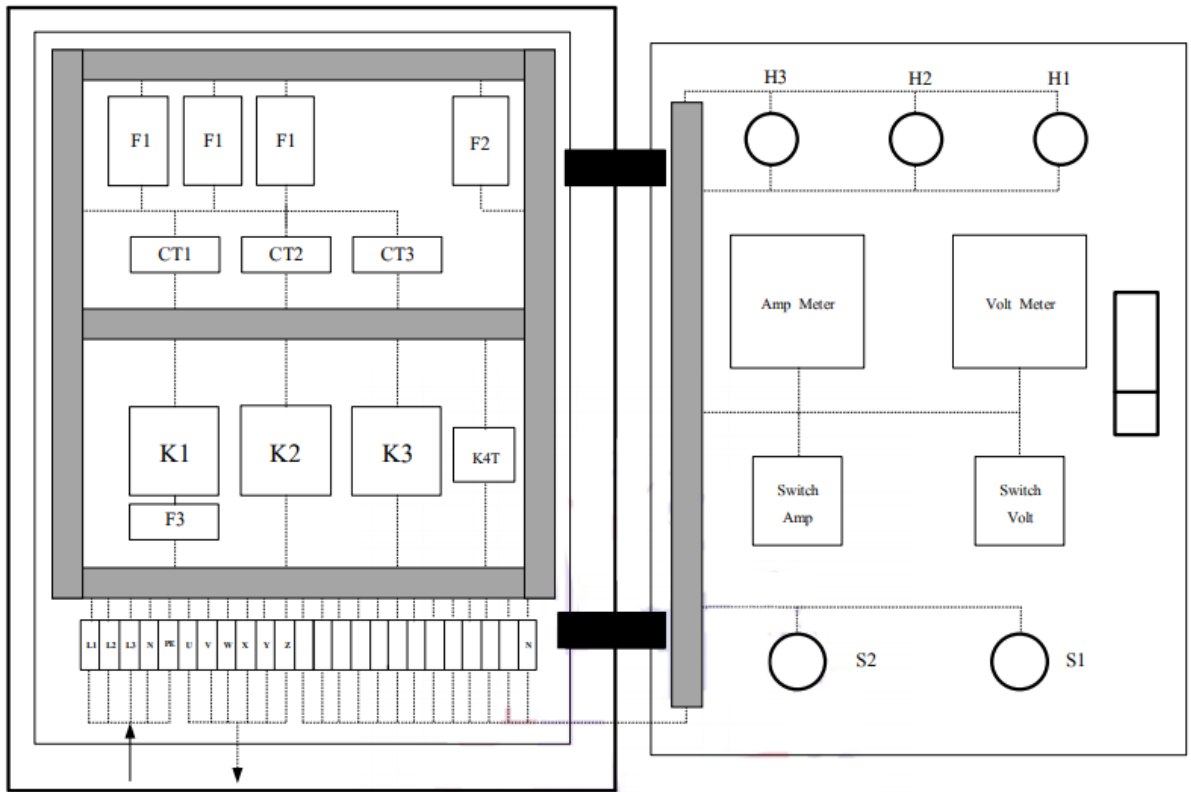 H3 H2 H1
F1 F1 F1 F2
CT1 CT2 CT3
Amp Meter Volt Meter
K1 K2 K3 K4T
F3
Switch
Amp
Switch
Volt
L1 L2 L3 N PE U V W X Y Z N
S2 S1